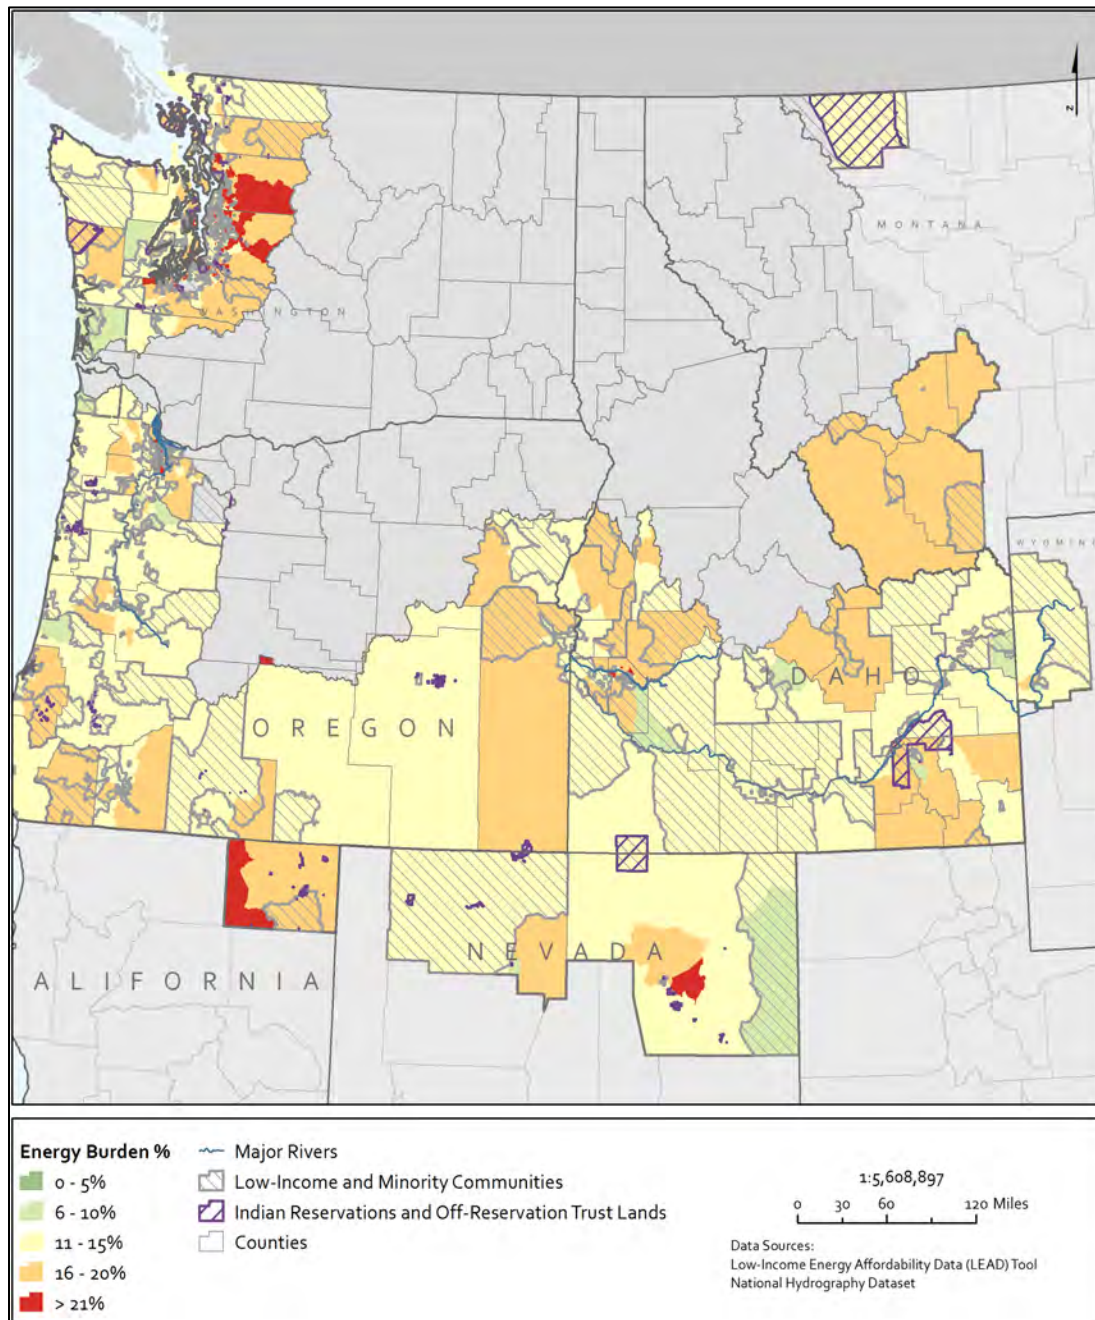 z
MONTANA
WASHINGTON
WYOMING
IDAHO
OREGON
NEVADA
ALIFORNIA
Energy Burden %
0 - 5%
6 - 10%
11 - 15%
16 - 20%
> 21%
Major Rivers
Low-Income and Minority Communities
Indian Reservations and Off-Reservation Trust Lands
Counties
1:5,608,897
0 30 60 120 Miles
Data Sources:
Low-Income Energy Affordability Data (LEAD) Tool
National Hydrography Dataset